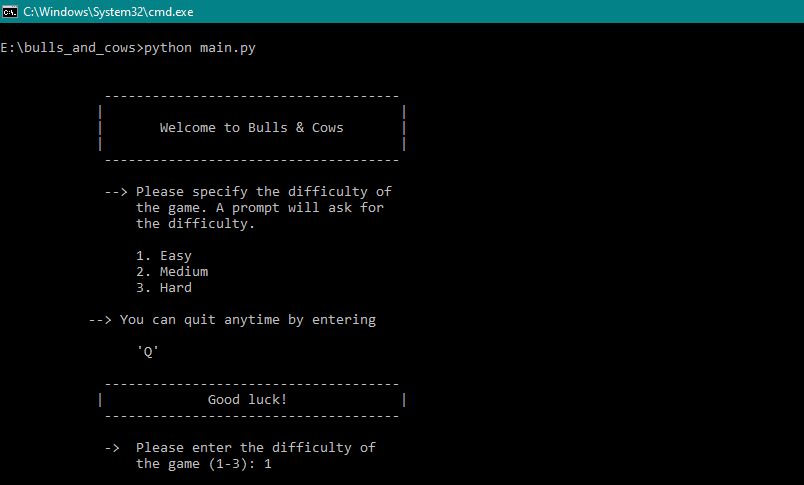 C:\Windows\System32\cmd.exe
E:\bulls_and_cows>python main.py
-------------------------------------
| |
| Welcome to Bulls & Cows |
| |
-------------------------------------
--> Please specify the difficulty of
the game. A prompt will ask for
the difficulty.
1. Easy
2. Medium
3. Hard
--> You can quit anytime by entering
'Q'
-------------------------------------
| Good luck! |
-------------------------------------
-> Please enter the difficulty of
the game (1-3): 1